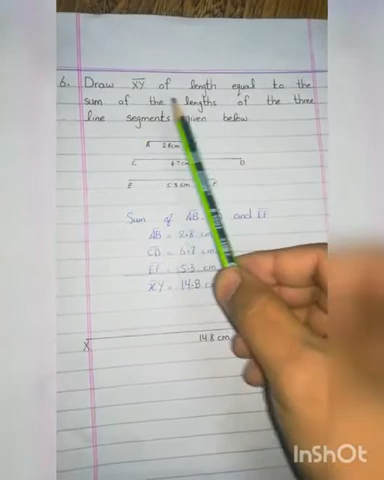 6. Draw XY of length equal to the
sum of the lengths of the three
line segments given below
A 2.8cm
C 6.7cm D
E 5.3cm F
Sum of AB, and EF
AB = 2.8 cm
CD = 6.7 cm
EF = 5.3 cm
XY = 14.8 c
X 14.8 cm
InShOt